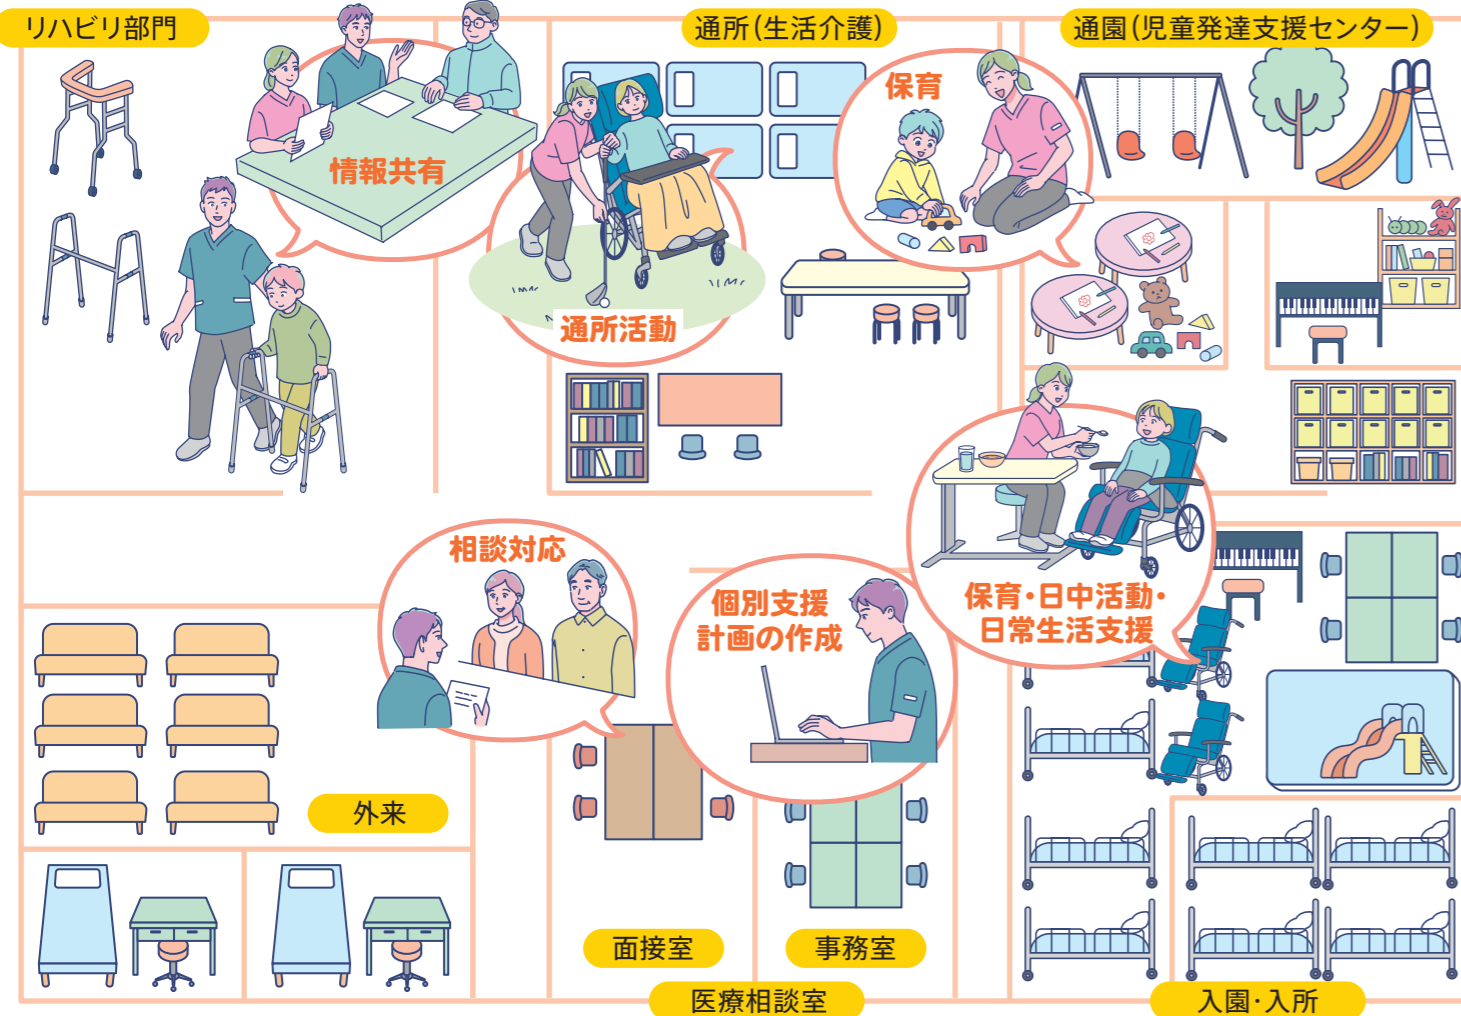 リハビリ部門
通所(生活介護)
通園(児童発達支援センター)
情報共有
保育
通所活動
相談対応
個別支援
計画の作成
保育・日中活動・
日常生活支援
外来
面接室
事務室
医療相談室
入園・入所